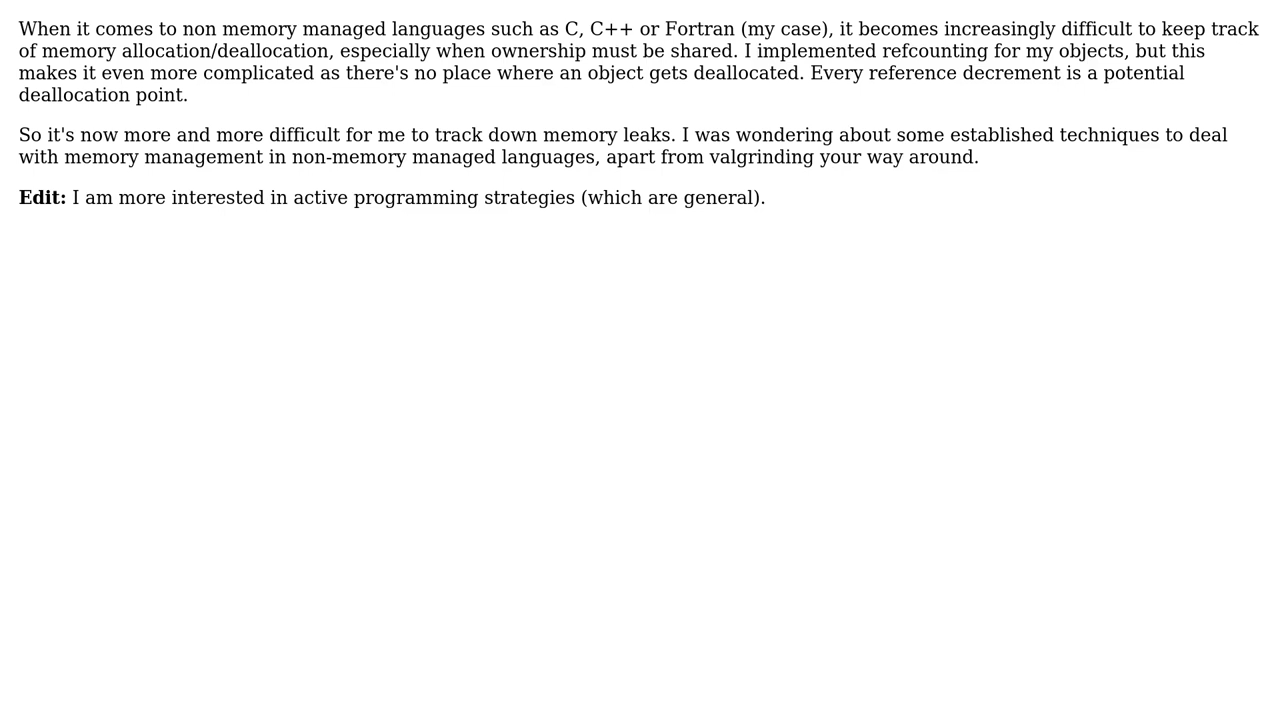 When it comes to non memory managed languages such as C, C++ or Fortran (my case), it becomes increasingly difficult to keep track
of memory allocation/deallocation, especially when ownership must be shared. I implemented refcounting for my objects, but this
makes it even more complicated as there's no place where an object gets deallocated. Every reference decrement is a potential
deallocation point.
So it's now more and more difficult for me to track down memory leaks. I was wondering about some established techniques to deal
with memory management in non-memory managed languages, apart from valgrinding your way around.
Edit: I am more interested in active programming strategies (which are general).